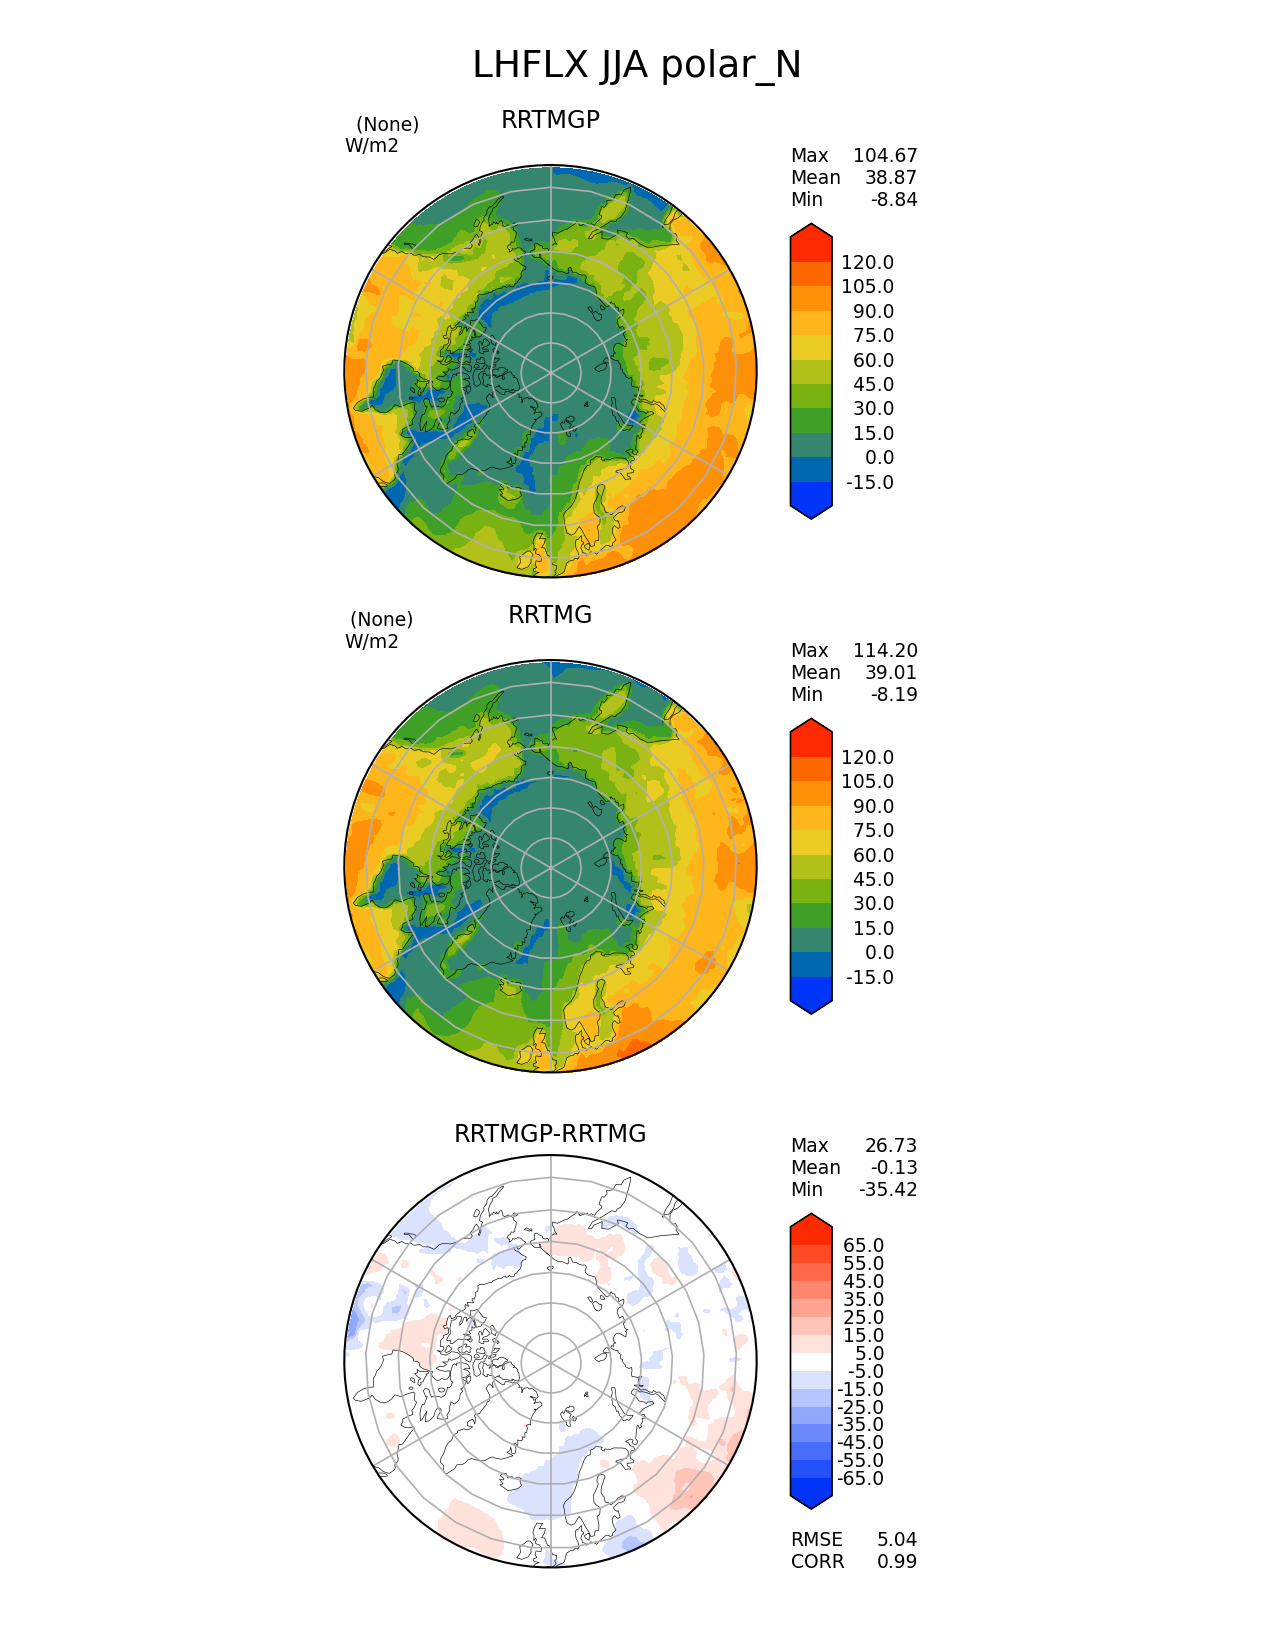 LHFLX JJA polar_N
(None)
RRTMGP
W/m2
Max 104.67
Mean 38.87
Min -8.84
120.0
105.0
90.0
75.0
60.0
45.0
30.0
15.0
0.0
-15.0
(None)
RRTMG
W/m2
Max 114.20
Mean 39.01
Min -8.19
120.0
105.0
90.0
75.0
60.0
45.0
30.0
15.0
0.0
-15.0
RRTMGP-RRTMG
Max 26.73
Mean -0.13
Min -35.42
65.0
55.0
45.0
35.0
25.0
15.0
5.0
-5.0
-15.0
-25.0
-35.0
-45.0
-55.0
-65.0
RMSE 5.04
CORR 0.99